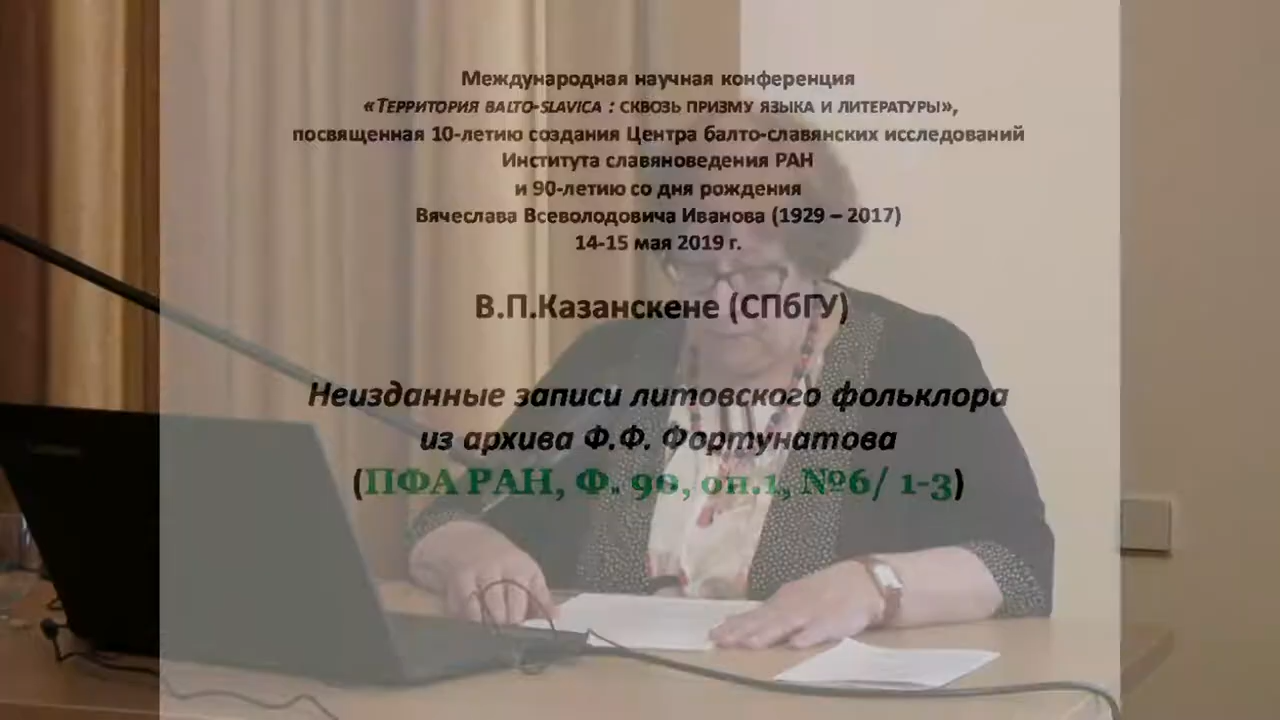 Международная научная конференция
«Территория balto-slavica : сквозь призму языка и литературы»,
посвященная 10-летию создания Центра балто-славянских исследований
Института славяноведения РАН
и 90-летию со дня рождения
Вячеслава Всеволодовича Иванова (1929 – 2017)
14-15 мая 2019 г.
В.П.Казанскене (СПбГУ)
Неизданные записи литовского фольклора
из архива Ф.Ф. Фортунатова
(ПФА РАН, Ф. 90, оп.1, №6/ 1-3)